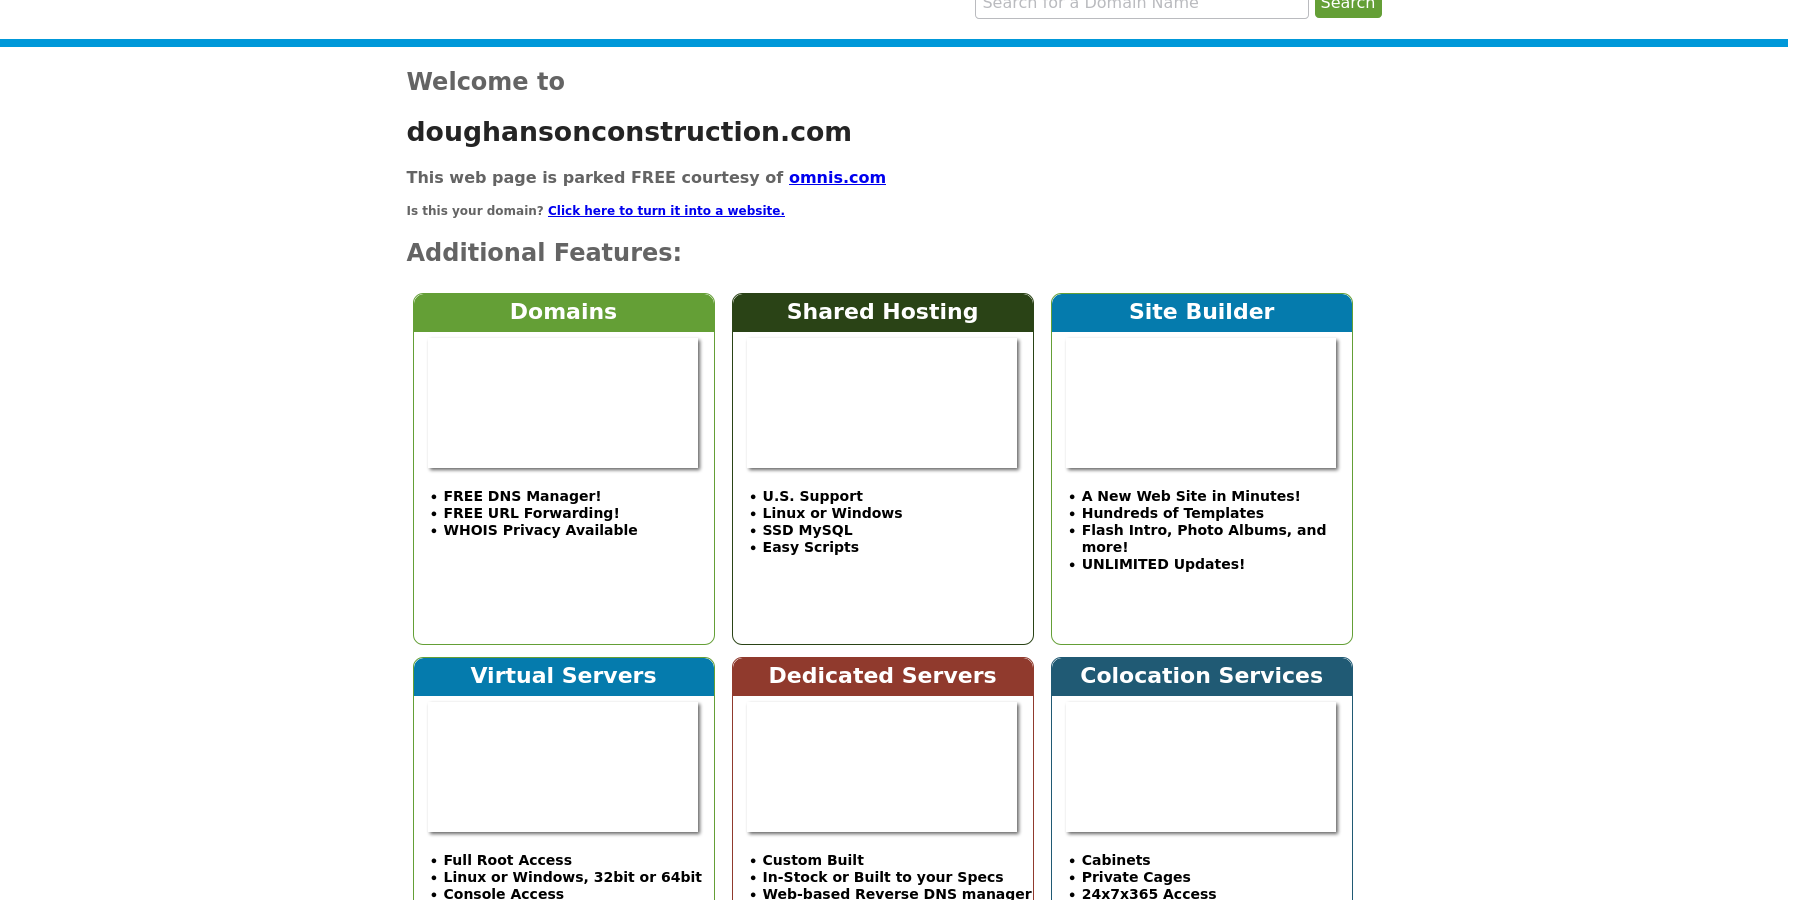 Search for a Domain Name
Search
Welcome to
doughansonconstruction.com
This web page is parked FREE courtesy of omnis.com
Is this your domain? Click here to turn it into a website.
Additional Features:
Domains
• FREE DNS Manager!
• FREE URL Forwarding!
• WHOIS Privacy Available
Shared Hosting
• U.S. Support
• Linux or Windows
• SSD MySQL
• Easy Scripts
Site Builder
• A New Web Site in Minutes!
• Hundreds of Templates
• Flash Intro, Photo Albums, and
more!
• UNLIMITED Updates!
Virtual Servers
• Full Root Access
• Linux or Windows, 32bit or 64bit
• Console Access
Dedicated Servers
• Custom Built
• In-Stock or Built to your Specs
• Web-based Reverse DNS manager
Colocation Services
• Cabinets
• Private Cages
• 24x7x365 Access